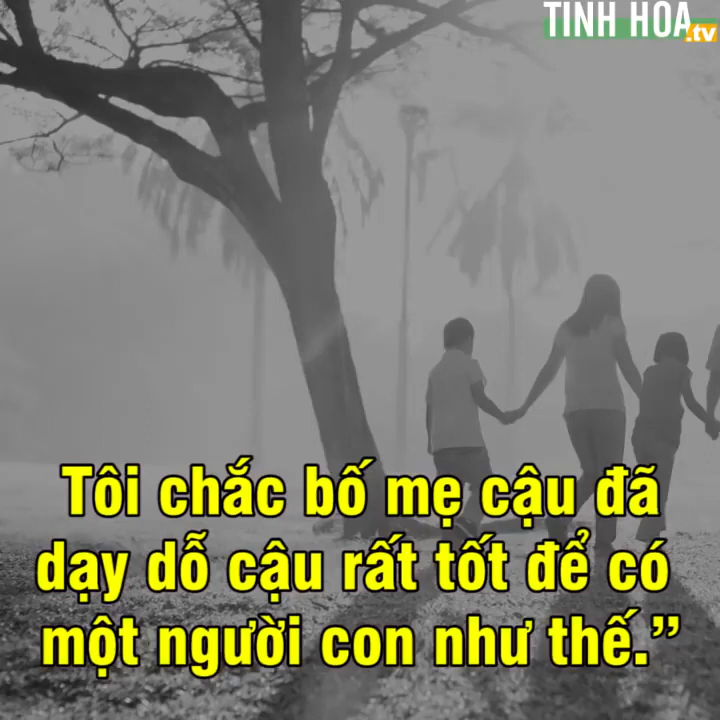 TINH HOA.tv
Tôi chắc bố mẹ cậu đã
dạy dỗ cậu rất tốt để có
một người con như thế.”